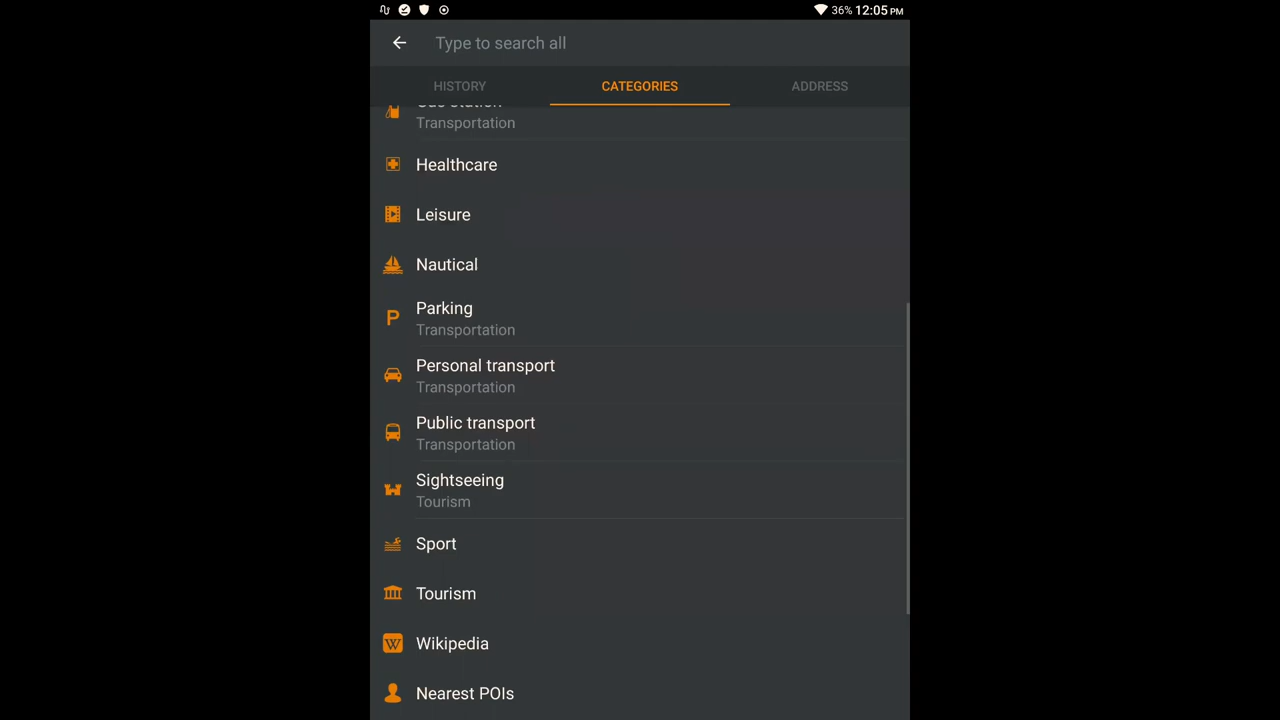 36% 12:05 PM
Type to search all
HISTORY CATEGORIES ADDRESS
Transportation
Healthcare
Leisure
Nautical
P Parking
Transportation
Personal transport
Transportation
Public transport
Transportation
Sightseeing
Tourism
Sport
Tourism
W Wikipedia
Nearest POIs